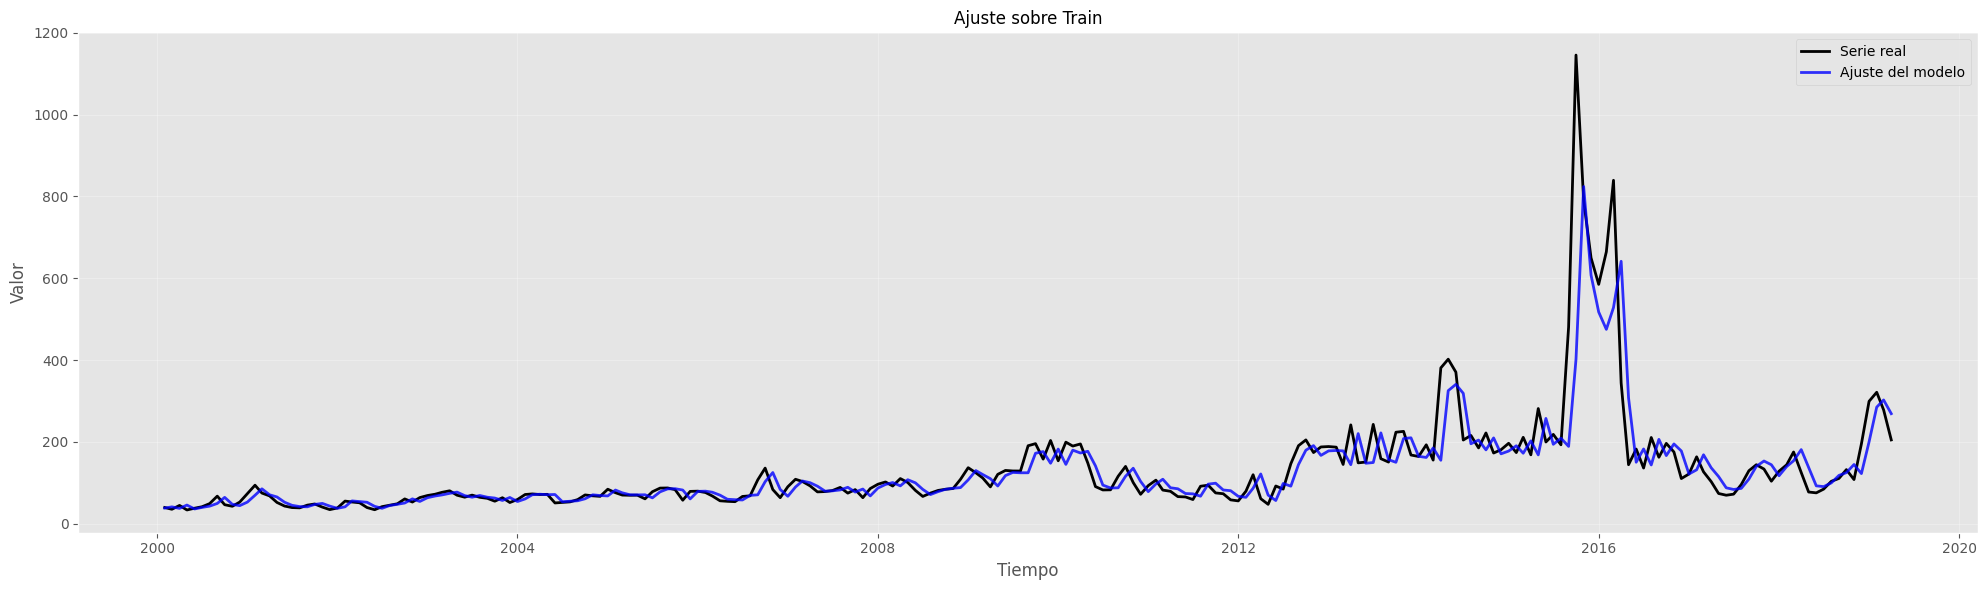 Ajuste sobre Train
Serie real
Ajuste del modelo
Valor
1200
1000
800
600
400
200
0
2000 2004 2008 2012 2016 2020
Tiempo